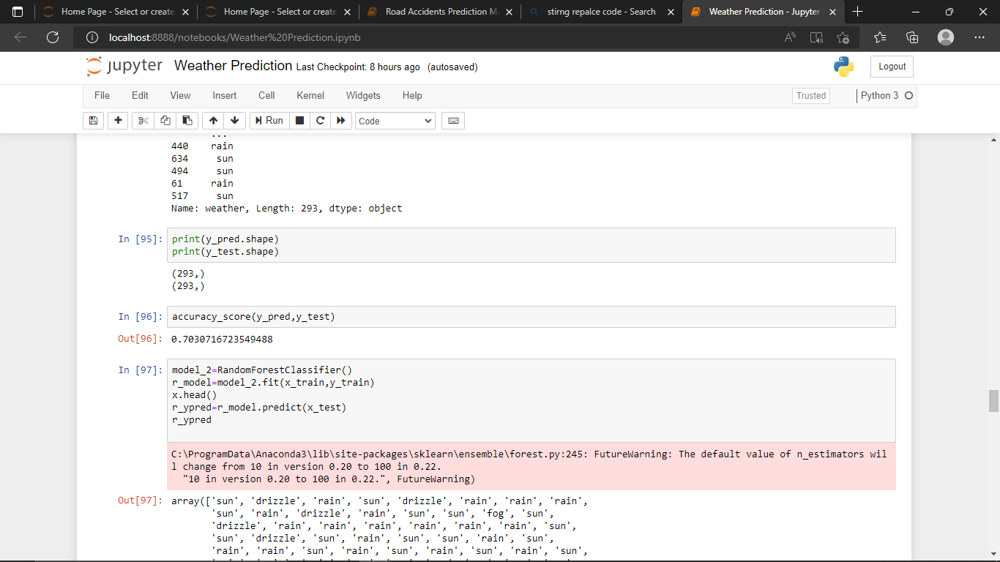 Home Page - Select or create
Home Page - Select or create
Road Accidents Prediction M
stirng repalce code - Search
Weather Prediction - Jupyter
localhost:8888/notebooks/Weather%20Prediction.ipynb
jupyter Weather Prediction Last Checkpoint: 8 hours ago (autosaved)
Logout
File Edit View Insert Cell Kernel Widgets Help
Trusted Python 3
Run Code
...
440 rain
634 sun
494 sun
61 rain
517 sun
Name: weather, Length: 293, dtype: object
In [95]: print(y_pred.shape)
print(y_test.shape)
(293,)
(293,)
In [96]: accuracy_score(y_pred,y_test)
Out[96]: 0.7030716723549488
In [97]: model_2=RandomForestClassifier()
r_model=model_2.fit(x_train,y_train)
x.head()
r_ypred=r_model.predict(x_test)
r_ypred
C:\ProgramData\Anaconda3\lib\site-packages\sklearn\ensemble\forest.py:245: FutureWarning: The default value of n_estimators wil
l change from 10 in version 0.20 to 100 in 0.22.
"10 in version 0.20 to 100 in 0.22.", FutureWarning)
Out[97]: array(['sun', 'drizzle', 'rain', 'sun', 'drizzle', 'rain', 'rain', 'rain',
'sun', 'rain', 'drizzle', 'rain', 'sun', 'sun', 'fog', 'sun',
'drizzle', 'rain', 'rain', 'rain', 'rain', 'rain', 'rain', 'sun',
'sun', 'drizzle', 'sun', 'rain', 'sun', 'sun', 'rain', 'sun',
'rain', 'rain', 'sun', 'rain', 'sun', 'rain', 'sun', 'rain', 'sun',